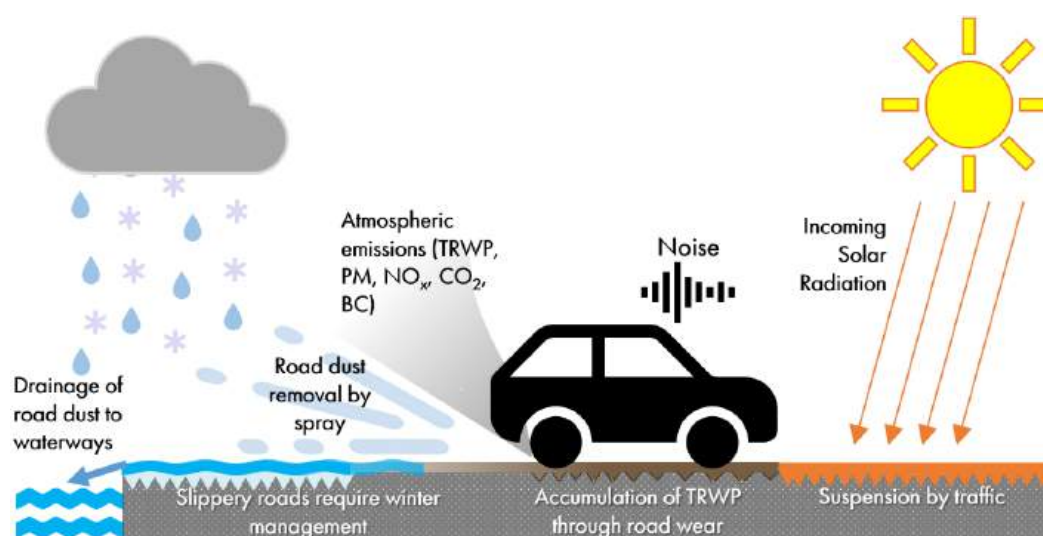 Atmospheric
emissions (TRWP,
PM, NOₓ, CO₂,
BC)
Noise
Incoming
Solar
Radiation
Road dust
removal by
spray
Drainage of
road dust to
waterways
Slippery roads require winter
management
Accumulation of TRWP
through road wear
Suspension by traffic